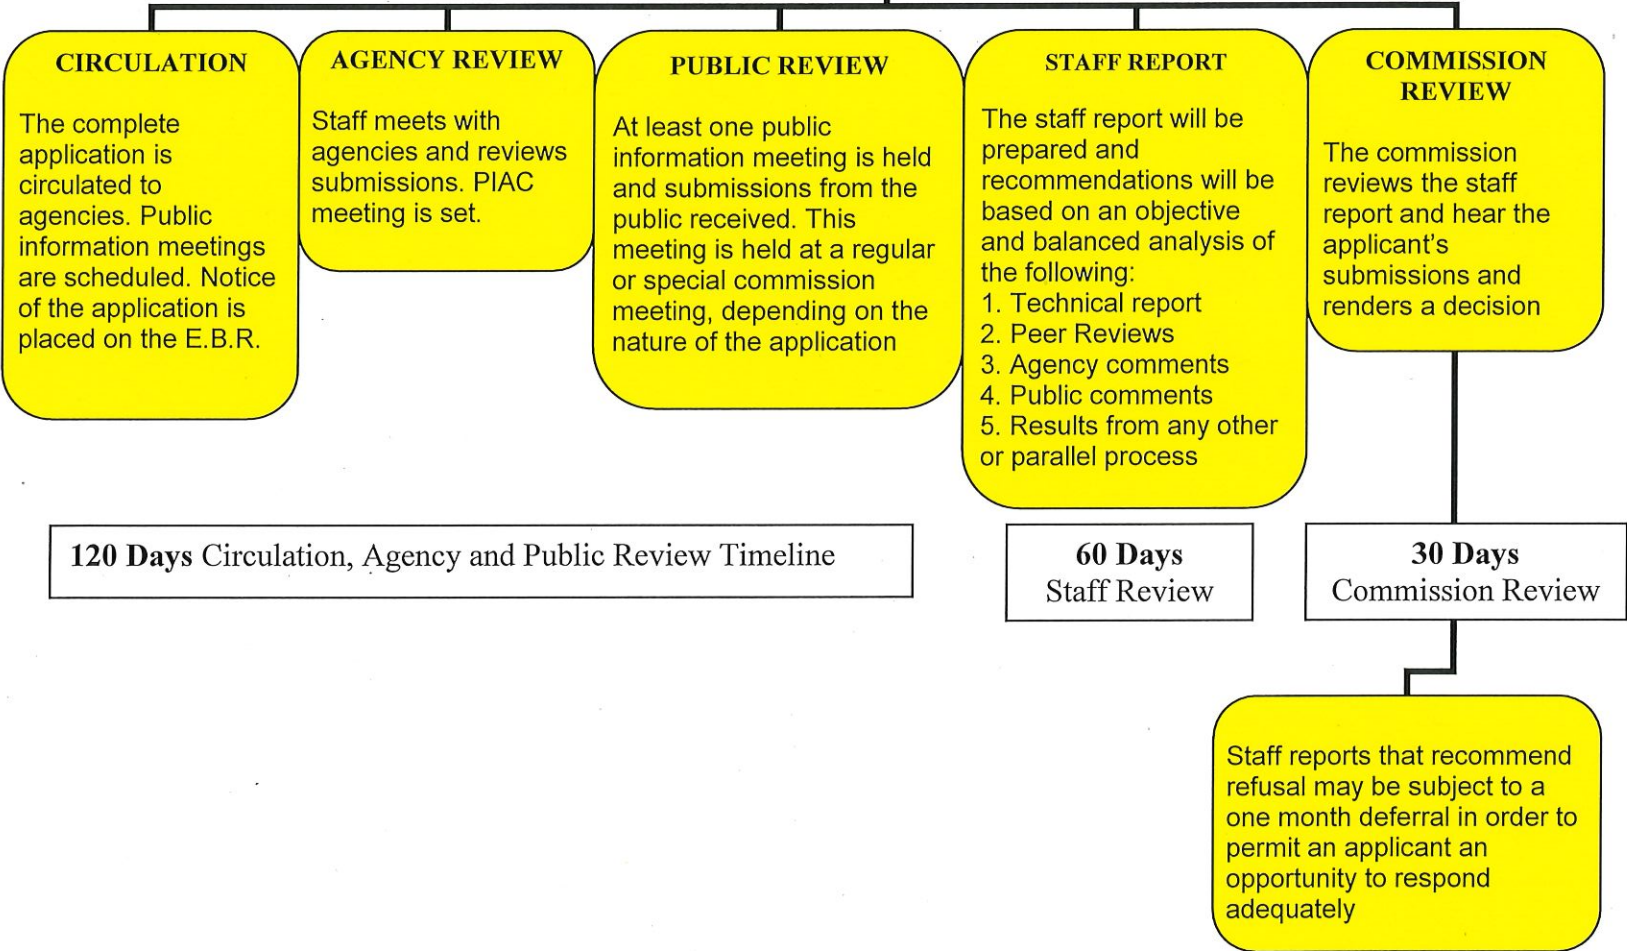 CIRCULATION
The complete
application is
circulated to
agencies. Public
information meetings
are scheduled. Notice
of the application is
placed on the E.B.R.
AGENCY REVIEW
Staff meets with
agencies and reviews
submissions. PIAC
meeting is set.
PUBLIC REVIEW
At least one public
information meeting is held
and submissions from the
public received. This
meeting is held at a regular
or special commission
meeting, depending on the
nature of the application
STAFF REPORT
The staff report will be
prepared and
recommendations will be
based on an objective
and balanced analysis of
the following:
1. Technical report
2. Peer Reviews
3. Agency comments
4. Public comments
5. Results from any other
or parallel process
COMMISSION
REVIEW
The commission
reviews the staff
report and hear the
applicant's
submissions and
renders a decision
120 Days Circulation, Agency and Public Review Timeline
60 Days
Staff Review
30 Days
Commission Review
Staff reports that recommend
refusal may be subject to a
one month deferral in order to
permit an applicant an
opportunity to respond
adequately